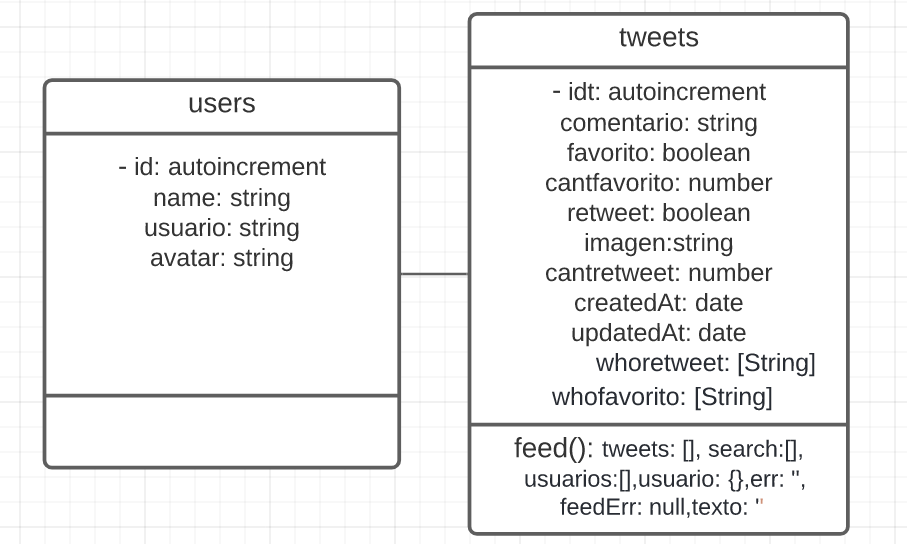 users
- id: autoincrement
name: string
usuario: string
avatar: string
tweets
- idt: autoincrement
comentario: string
favorito: boolean
cantfavorito: number
retweet: boolean
imagen:string
cantretweet: number
createdAt: date
updatedAt: date
whoretweet: [String]
whofavorito: [String]
feed(): tweets: [], search:[],
usuarios:[],usuario: {},err: '',
feedErr: null,texto: ''